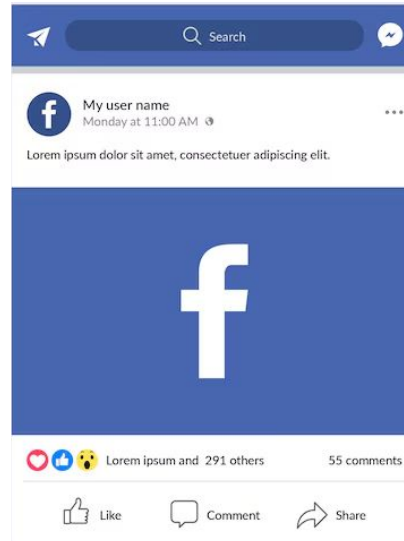 Search
My user name
Monday at 11:00 AM
Lorem ipsum dolor sit amet, consectetuer adipiscing elit.
f
Lorem ipsum and 291 others
55 comments
Like
Comment
Share